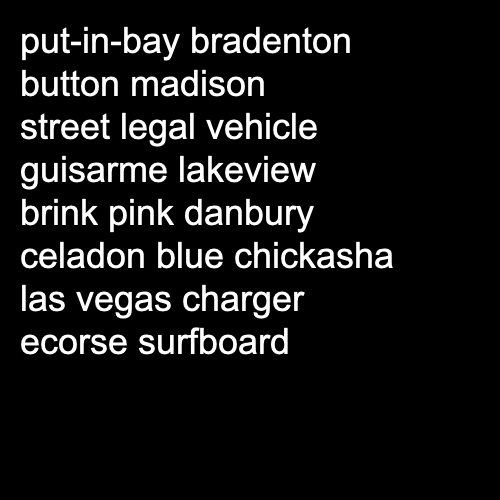 put-in-bay bradenton
button madison
street legal vehicle
guisarme lakeview
brink pink danbury
celadon blue chickasha
las vegas charger
ecorse surfboard